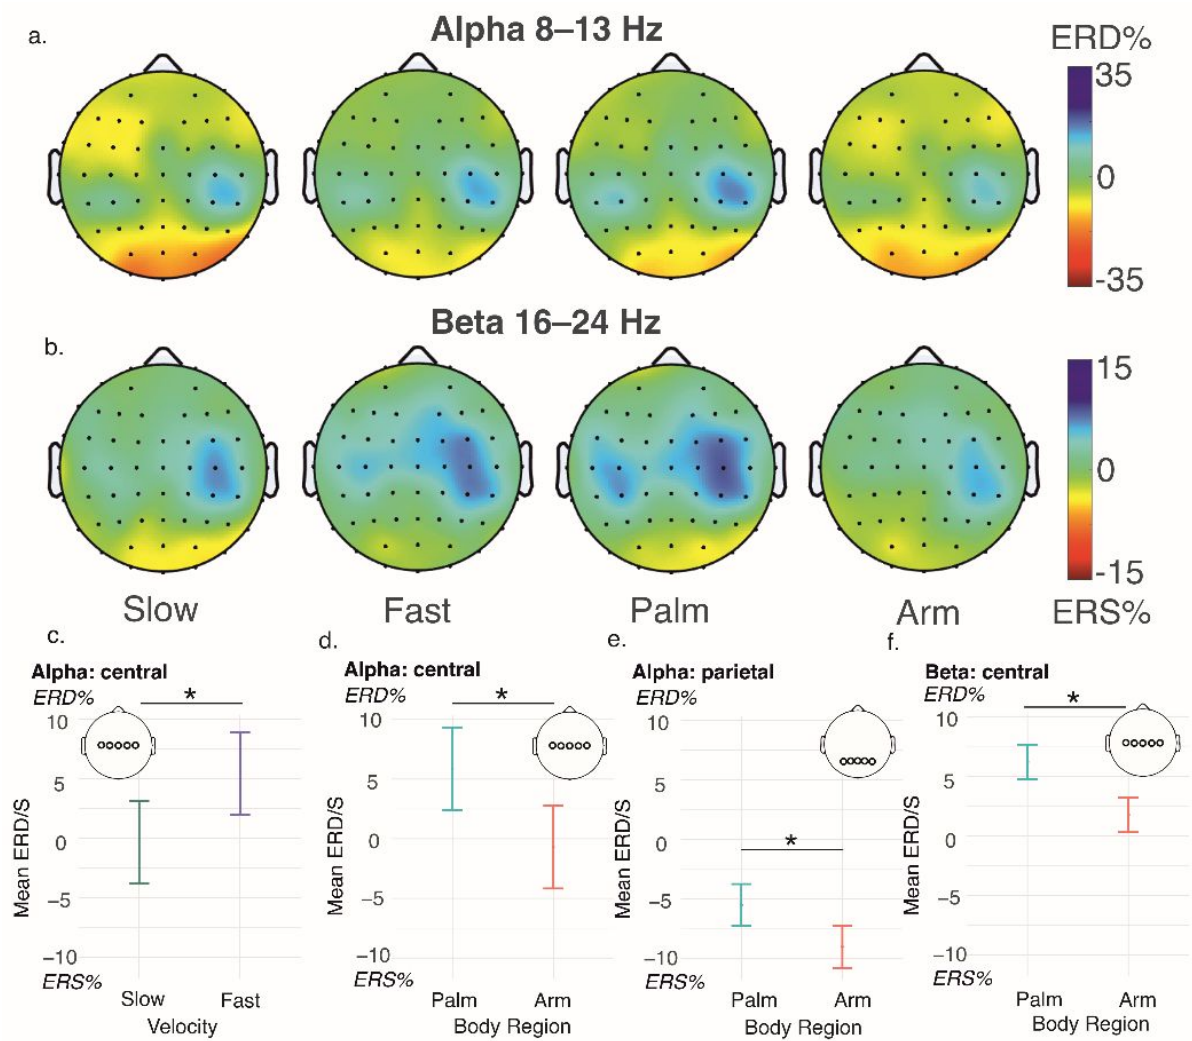 a.
Alpha 8–13 Hz
ERD%
35
0
-35
b.
Beta 16–24 Hz
15
0
-15
ERS%
Slow
Fast
Palm
Arm
c.
Alpha: central
ERD%
*
10
5
0
−5
−10
Mean ERD/S
ERS%
Slow
Fast
Velocity
d.
Alpha: central
ERD%
*
10
5
0
−5
−10
Mean ERD/S
ERS%
Palm
Arm
Body Region
e.
Alpha: parietal
ERD%
*
10
5
0
−5
−10
Mean ERD/S
ERS%
Palm
Arm
Body Region
f.
Beta: central
ERD%
*
10
5
0
−5
−10
Mean ERD/S
ERS%
Palm
Arm
Body Region